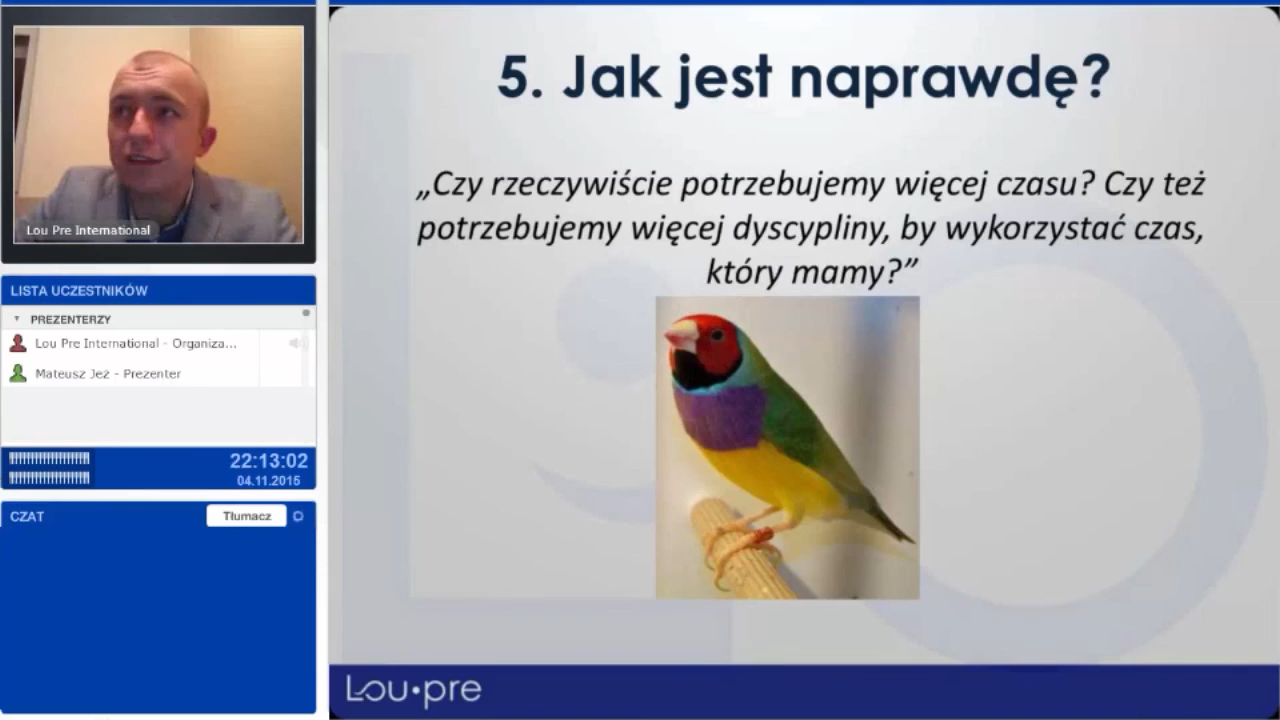 Lou Pre International
LISTA UCZESTNIKÓW
PREZENTERZY
Lou Pre International - Organiza...
Mateusz Jeż - Prezenter
22:13:02
04.11.2015
CZAT
Tłumacz
5. Jak jest naprawdę?
„Czy rzeczywiście potrzebujemy więcej czasu? Czy też
potrzebujemy więcej dyscypliny, by wykorzystać czas,
który mamy?”
Lou•pre